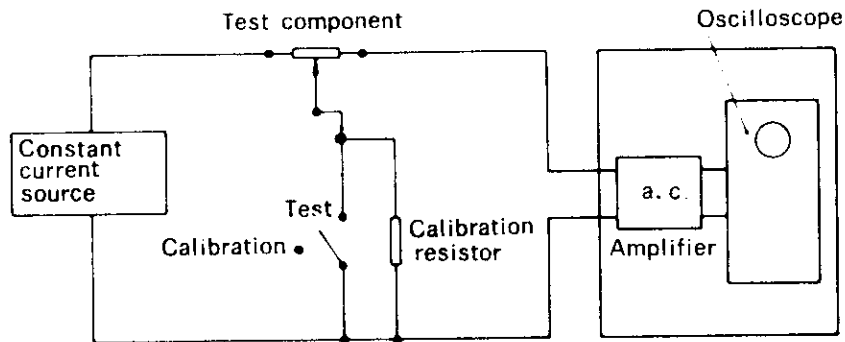 Test component
Oscilloscope
Constant
current
source
Test
Calibration
Calibration
resistor
a.c.
Amplifier